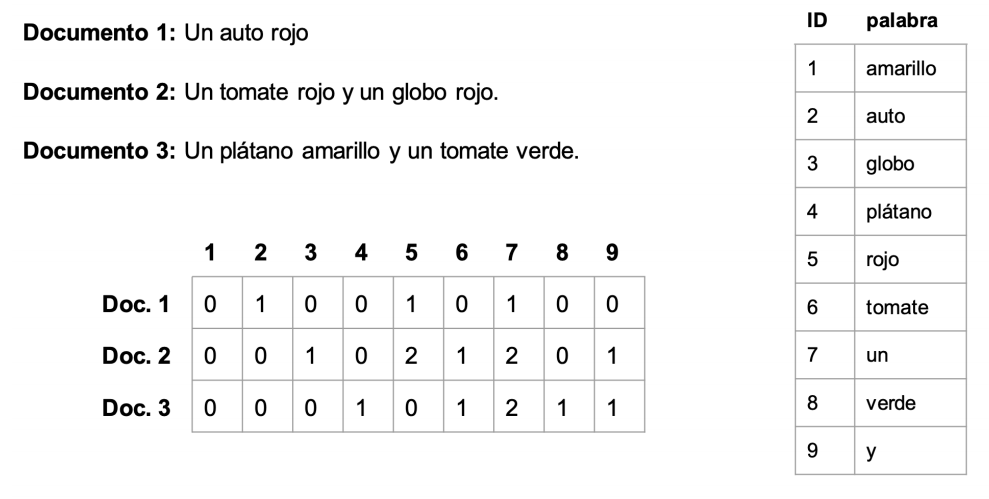 Documento 1: Un auto rojo
Documento 2: Un tomate rojo y un globo rojo.
Documento 3: Un plátano amarillo y un tomate verde.
1 2 3 4 5 6 7 8 9
Doc. 1 0 1 0 0 1 0 1 0 0
Doc. 2 0 0 1 0 2 1 2 0 1
Doc. 3 0 0 0 1 0 1 2 1 1
ID palabra
1 amarillo
2 auto
3 globo
4 plátano
5 rojo
6 tomate
7 un
8 verde
9 y